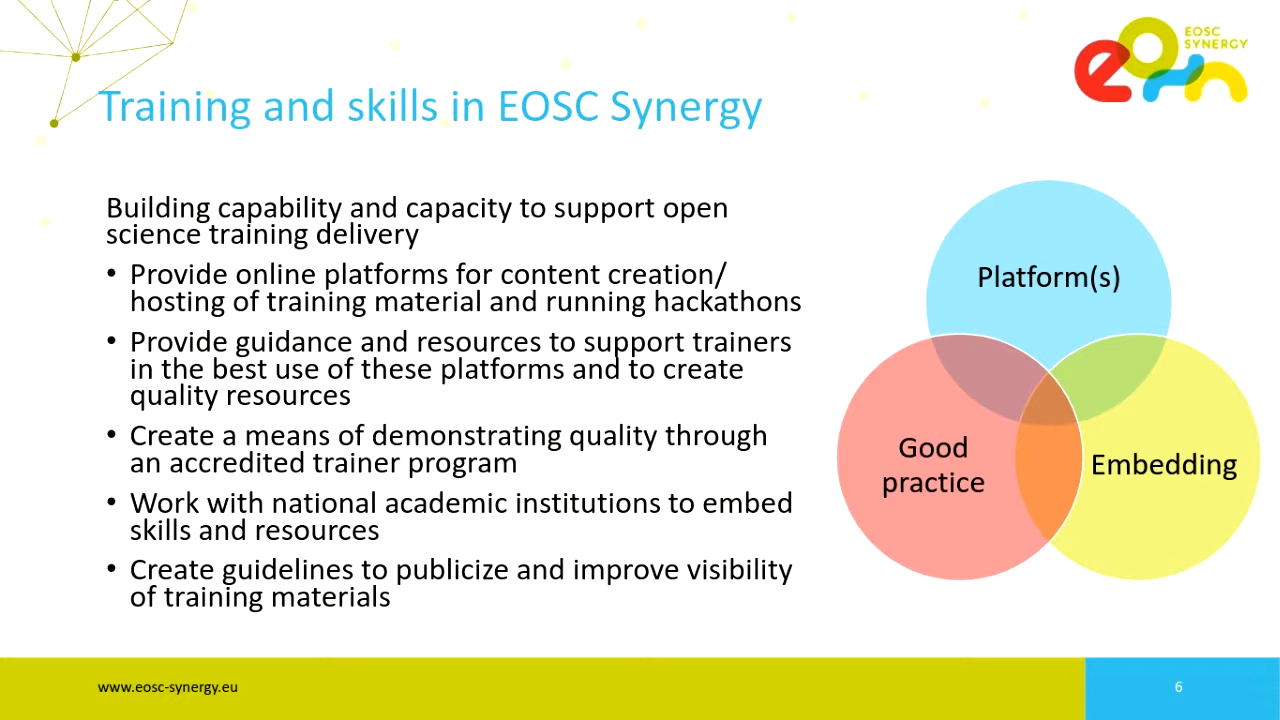 EOSC
SYNERGY
Training and skills in EOSC Synergy
Building capability and capacity to support open
science training delivery
• Provide online platforms for content creation/
hosting of training material and running hackathons
• Provide guidance and resources to support trainers
in the best use of these platforms and to create
quality resources
• Create a means of demonstrating quality through
an accredited trainer program
• Work with national academic institutions to embed
skills and resources
• Create guidelines to publicize and improve visibility
of training materials
Platform(s)
Good
practice
Embedding
www.eosc-synergy.eu
6